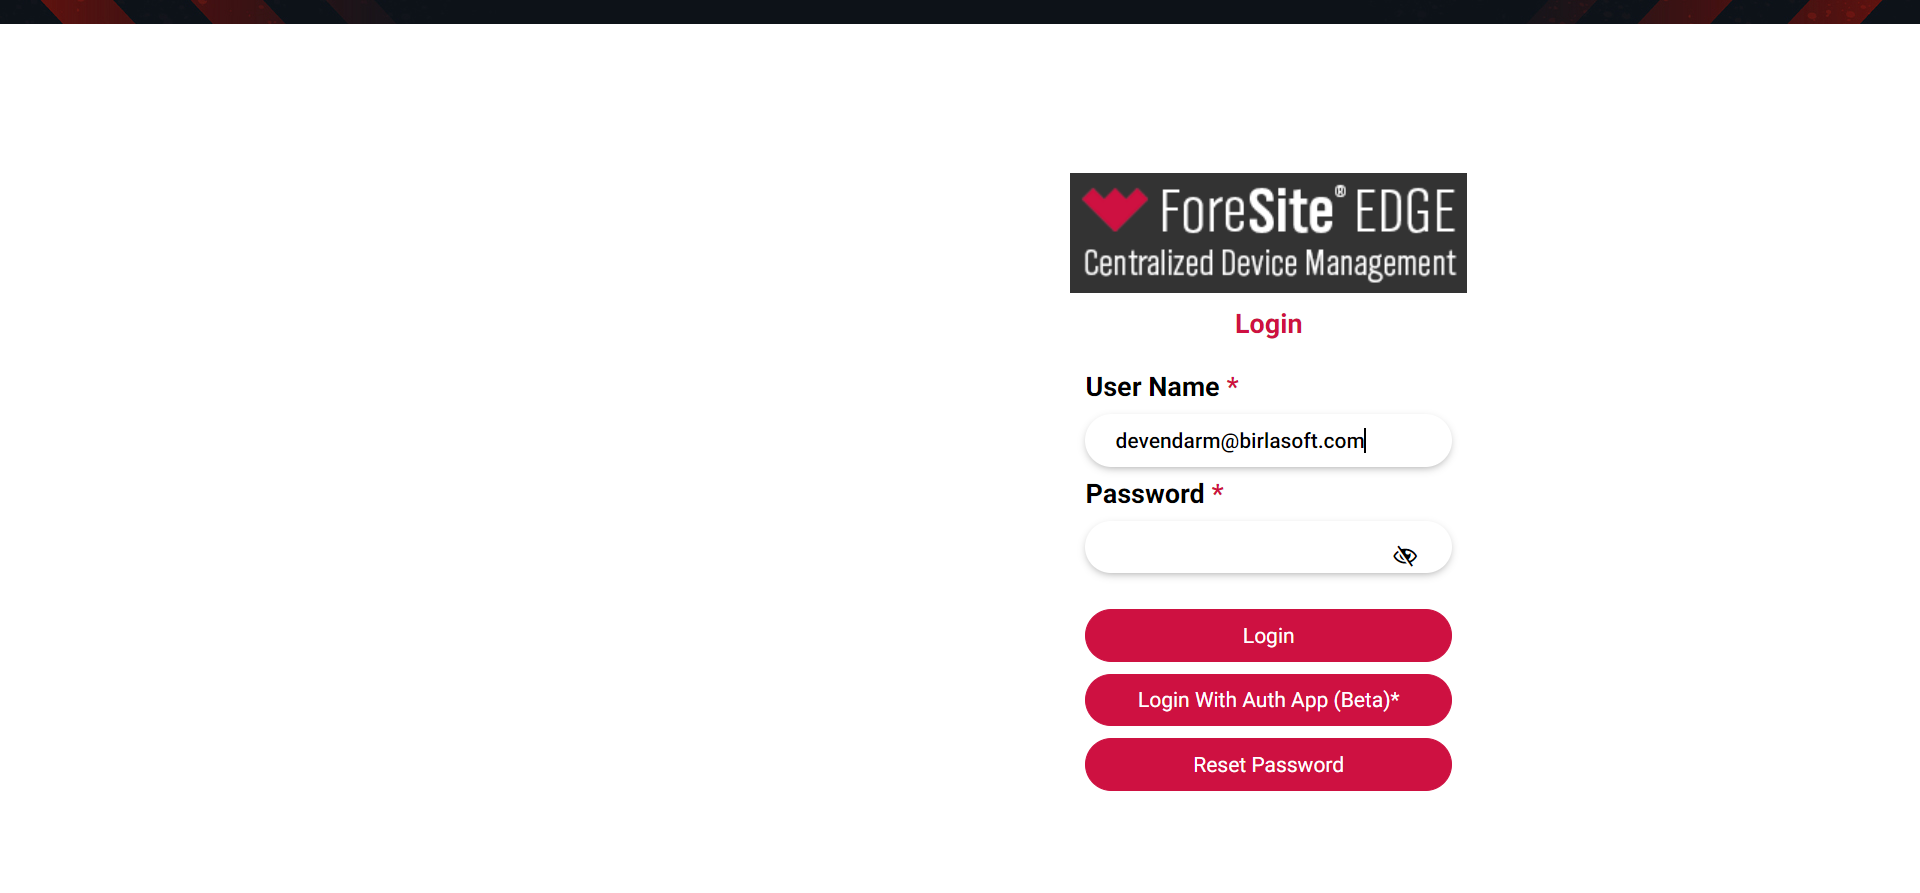 ForeSite® EDGE
Centralized Device Management
Login
User Name *
devendarm@birlasoft.com
Password *
Login
Login With Auth App (Beta)*
Reset Password